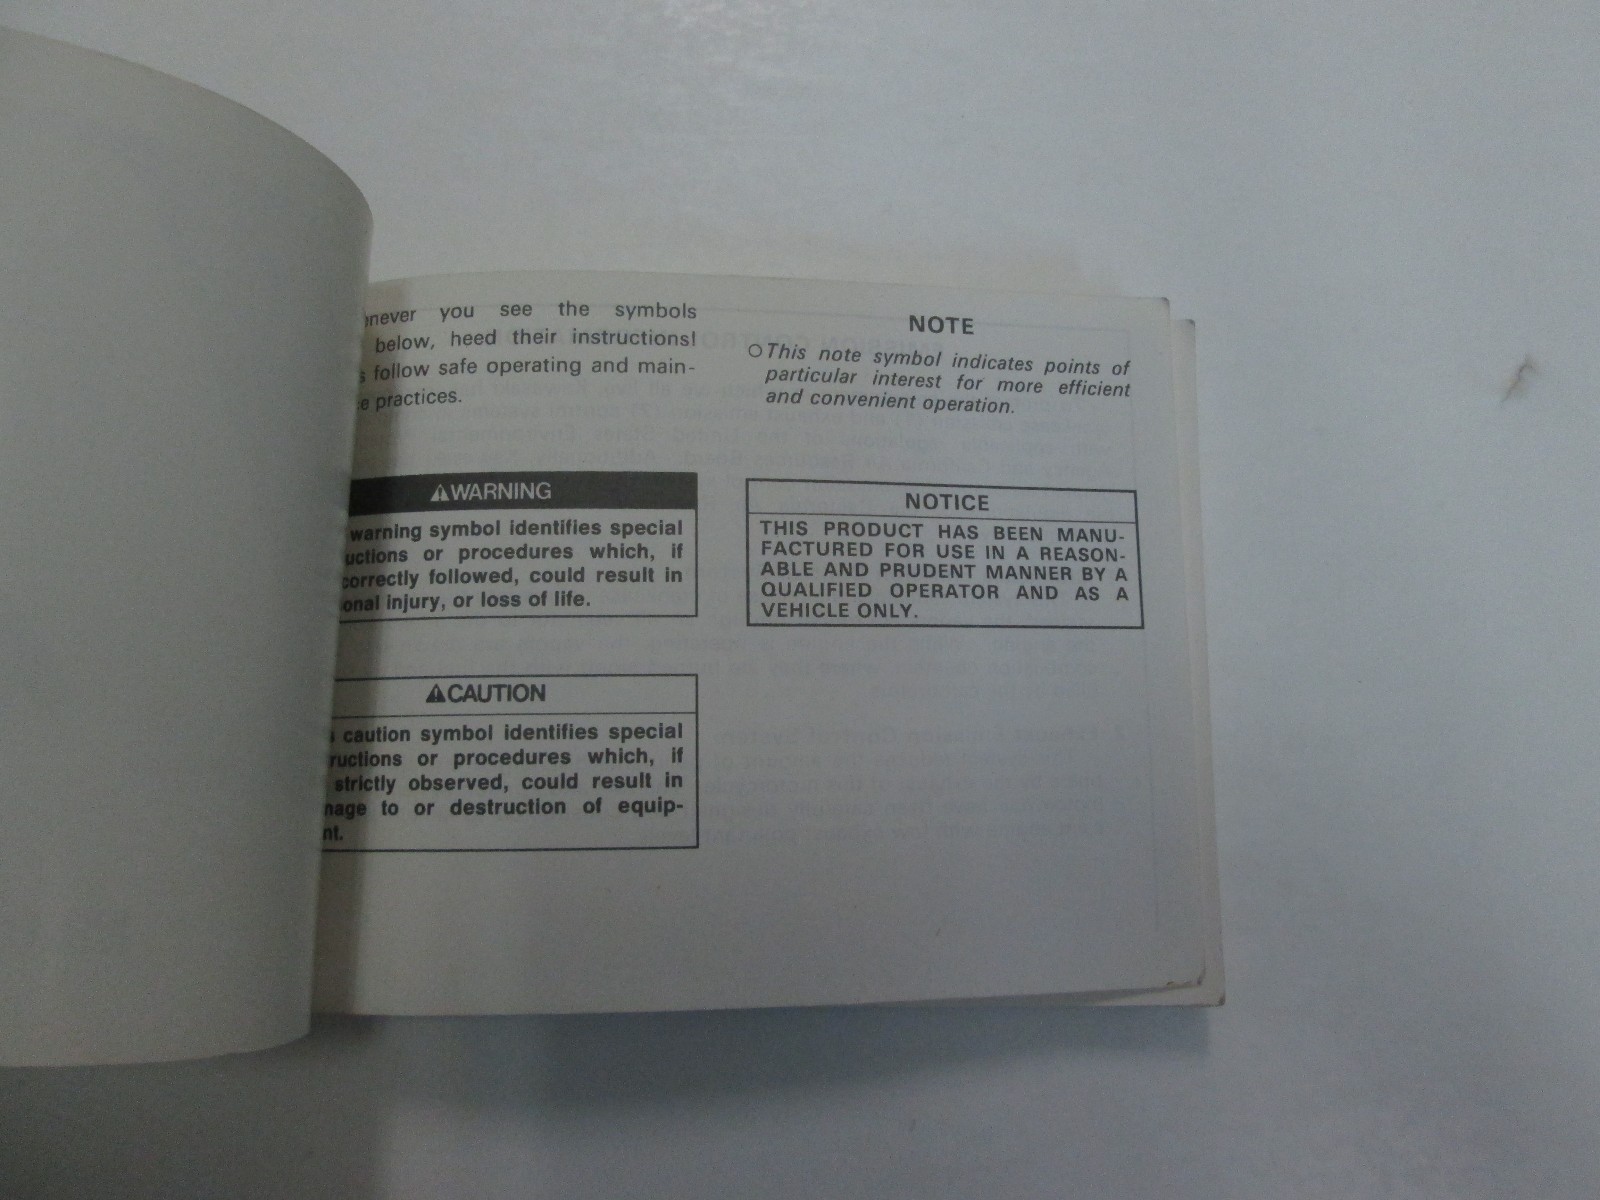 never you see the symbols
below, heed their instructions!
s follow safe operating and main-
e practices.
⚠WARNING
warning symbol identifies special
uctions or procedures which, if
correctly followed, could result in
onal injury, or loss of life.
⚠CAUTION
caution symbol identifies special
ructions or procedures which, if
strictly observed, could result in
mage to or destruction of equip-
nt.
NOTE
○This note symbol indicates points of
particular interest for more efficient
and convenient operation.
NOTICE
THIS PRODUCT HAS BEEN MANU-
FACTURED FOR USE IN A REASON-
ABLE AND PRUDENT MANNER BY A
QUALIFIED OPERATOR AND AS A
VEHICLE ONLY.